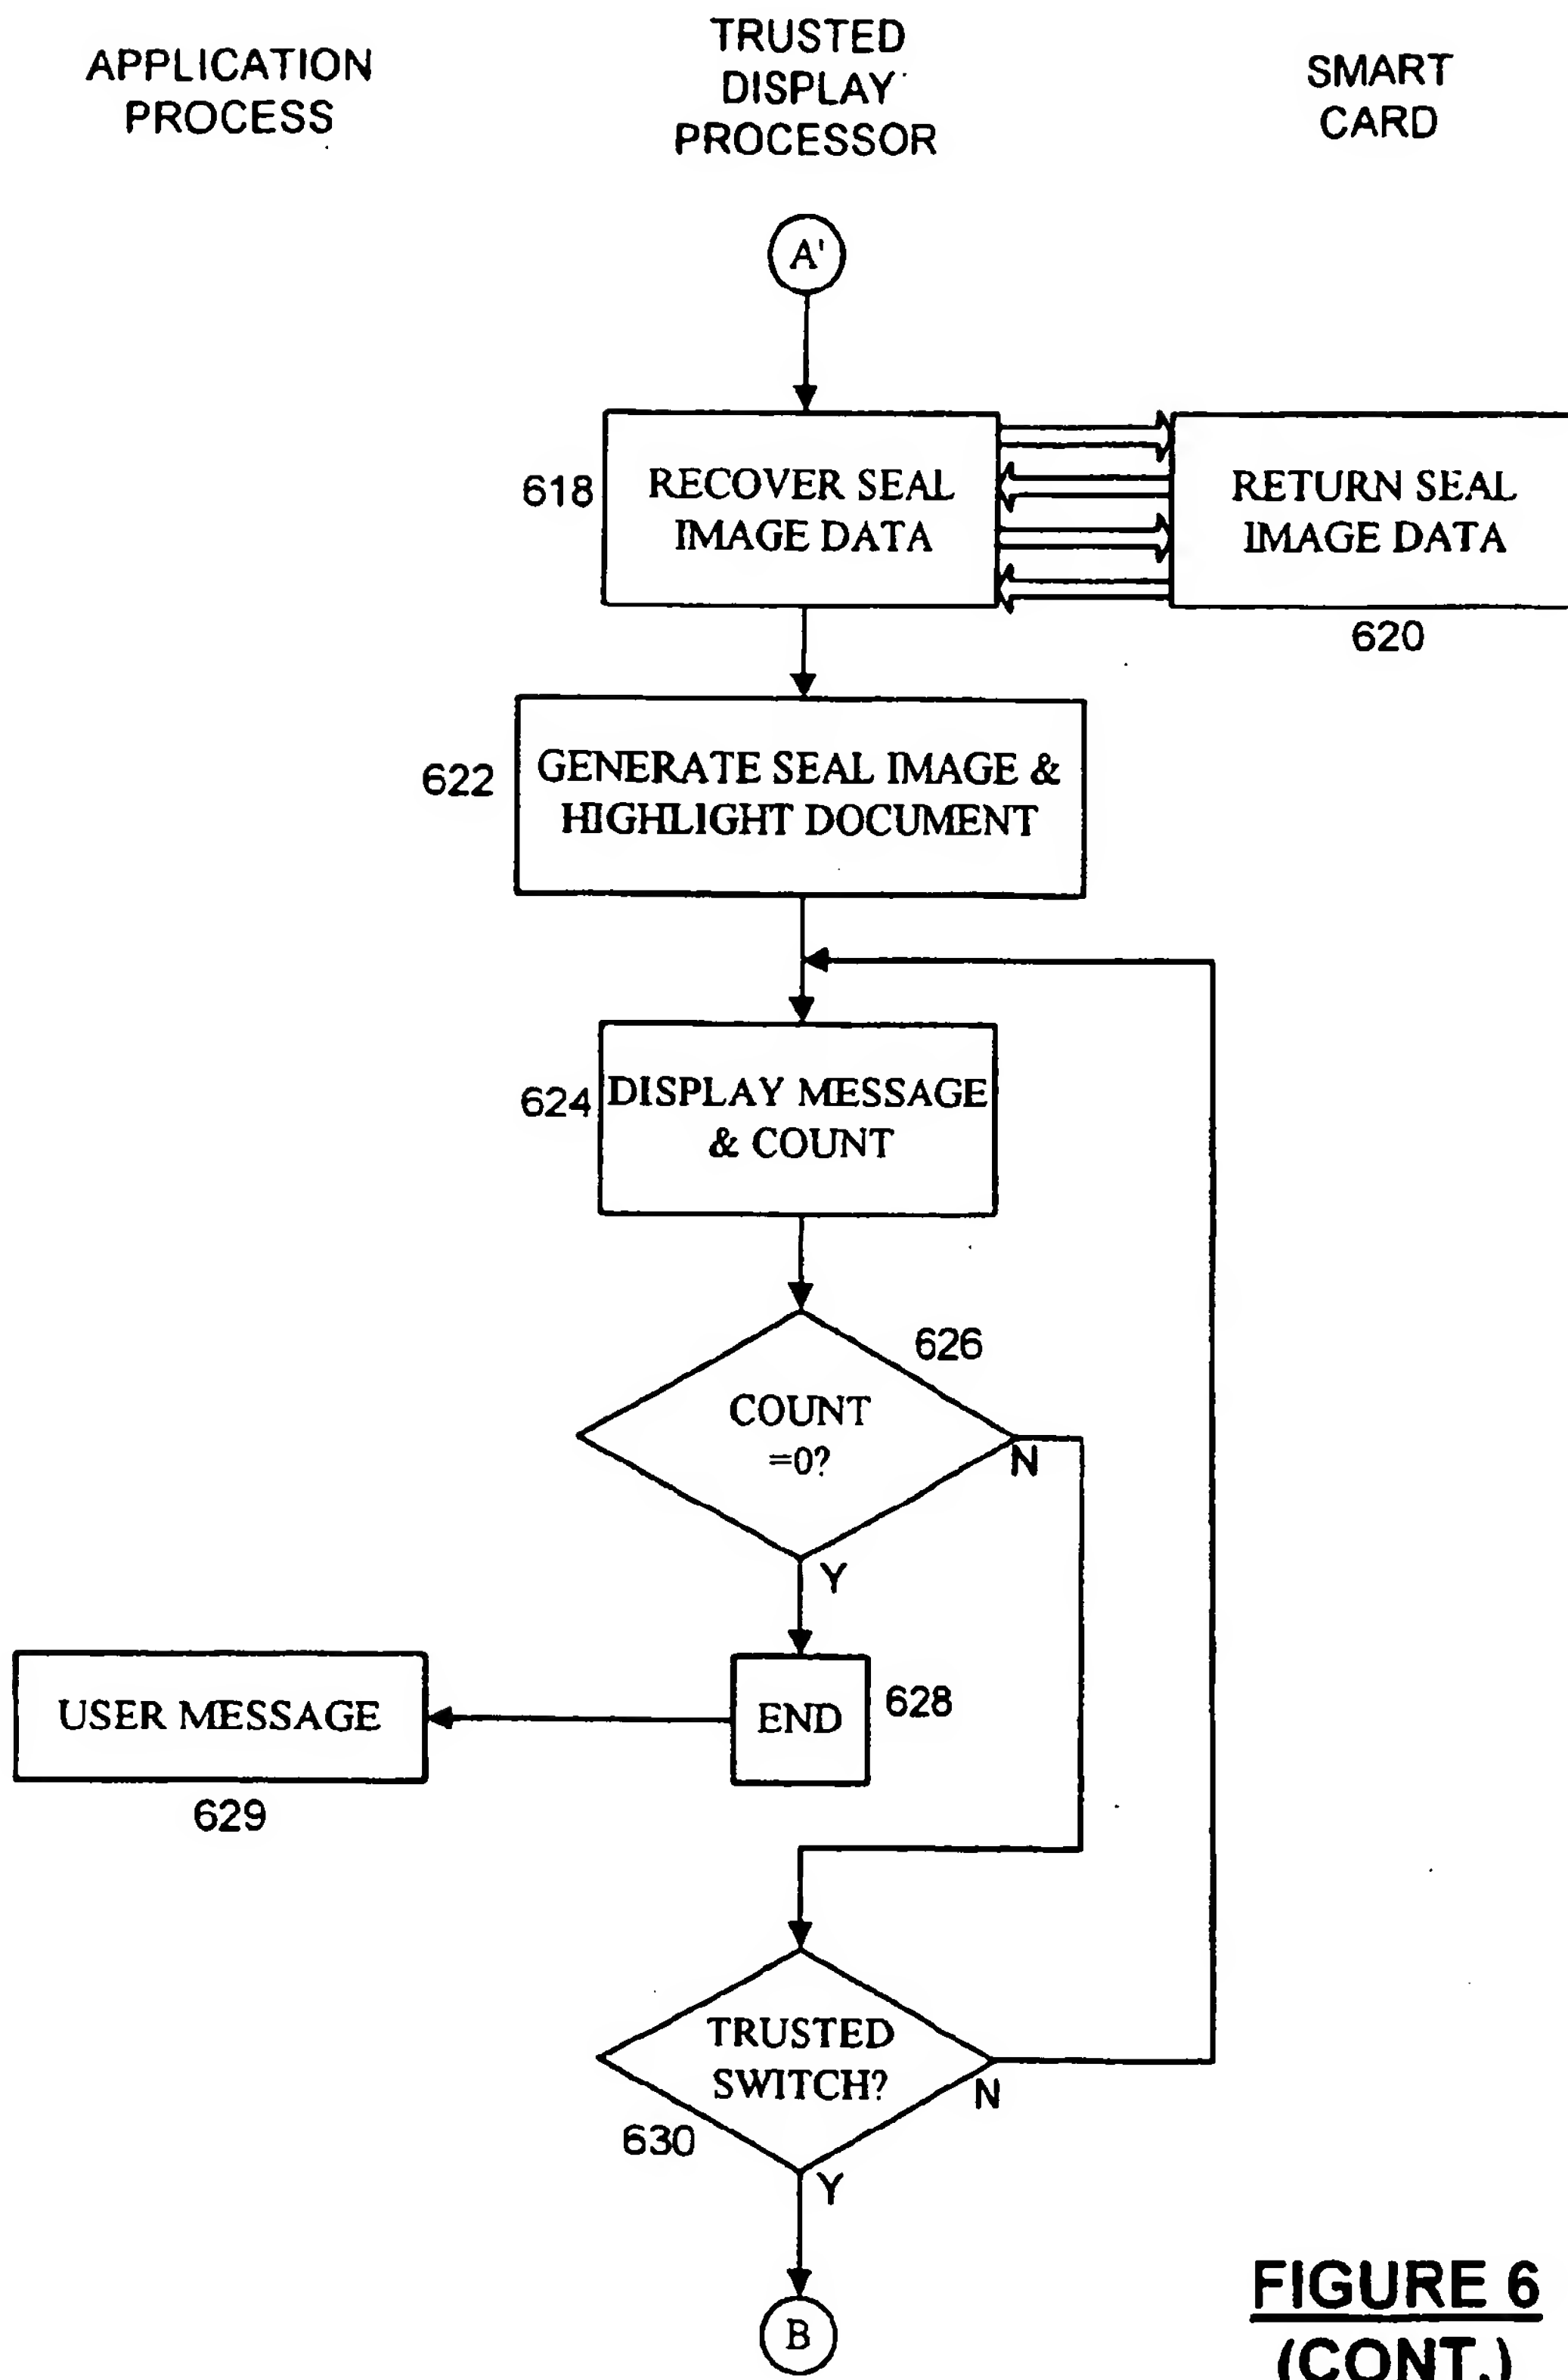 APPLICATION
PROCESS
TRUSTED
DISPLAY
PROCESSOR
SMART
CARD
A'
618
RECOVER SEAL
IMAGE DATA
RETURN SEAL
IMAGE DATA
620
622
GENERATE SEAL IMAGE &
HIGHLIGHT DOCUMENT
624
DISPLAY MESSAGE
& COUNT
626
COUNT
=0?
N
Y
USER MESSAGE
629
END
628
TRUSTED
SWITCH?
N
630
Y
B
FIGURE 6
(CONT.)